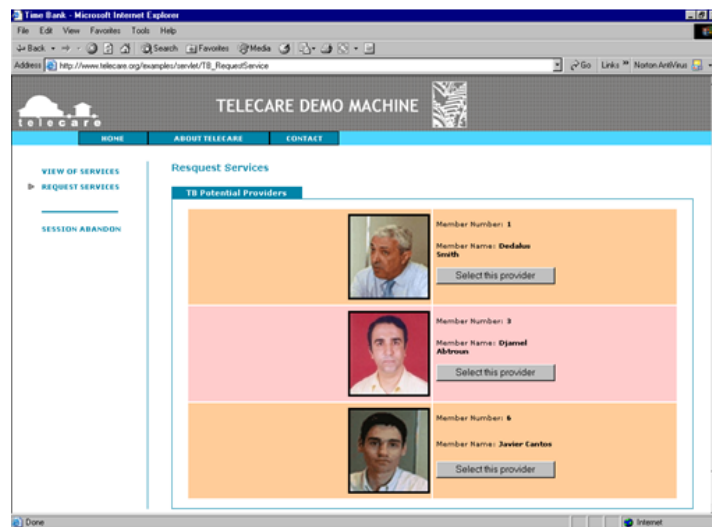 Time Bank - Microsoft Internet Explorer
File Edit View Favorites Tools Help
Back Search Favorites Media
Address http://www.telecare.org/examples/servlet/TB_RequestService Go Links Norton AntiVirus
telecare
TELECARE DEMO MACHINE
HOME ABOUT TELECARE CONTACT
VIEW OF SERVICES
REQUEST SERVICES
SESSION ABANDON
Resquest Services
TB Potential Providers
Member Number: 1
Member Name: Dedalus
Smith
Select this provider
Member Number: 3
Member Name: Djamel
Abtroun
Select this provider
Member Number: 6
Member Name: Javier Cantos
Select this provider
Done Internet